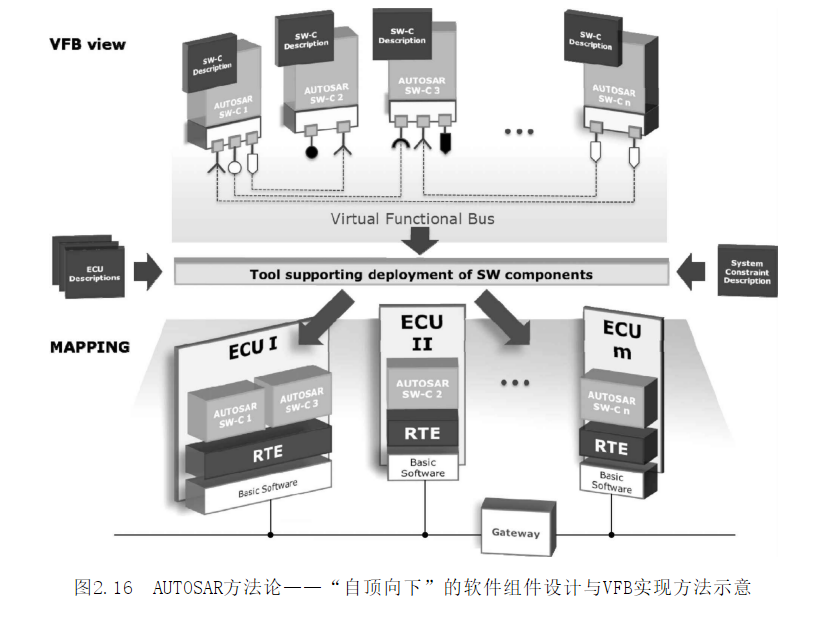 VFB view
SW-C
Description
AUTOSAR
SW-C 1
SW-C
Description
AUTOSAR
SW-C 2
SW-C
Description
AUTOSAR
SW-C 3
SW-C
Description
AUTOSAR
SW-C n
Virtual Functional Bus
ECU
Descriptions
Tool supporting deployment of SW components
System
Constraint
Description
MAPPING
ECU I
AUTOSAR
SW-C 1
AUTOSAR
SW-C 3
RTE
Basic Software
ECU
II
AUTOSAR
SW-C 2
RTE
Basic
Software
ECU
m
AUTOSAR
SW-C n
RTE
Basic
Software
Gateway
图2.16 AUTOSAR方法论——“自顶向下”的软件组件设计与VFB实现方法示意